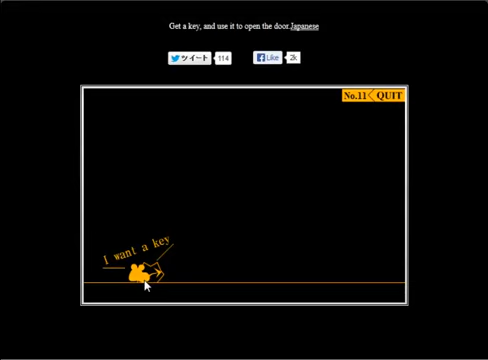 Get a key, and use it to open the door.Japanese
ツイート 114 Like 2k
No.11 QUIT
I want a key